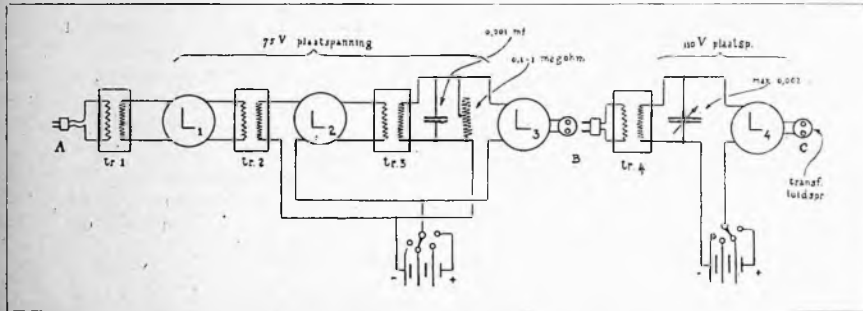 75 V plaatspanning
0,001 mf
0,1-1 megohm
110 V plaatsp.
max. 0,002
A
L1
L2
L3
B
L4
C
tr. 1
tr. 2
tr. 3
tr. 4
transf.
luidspr
- +
- +